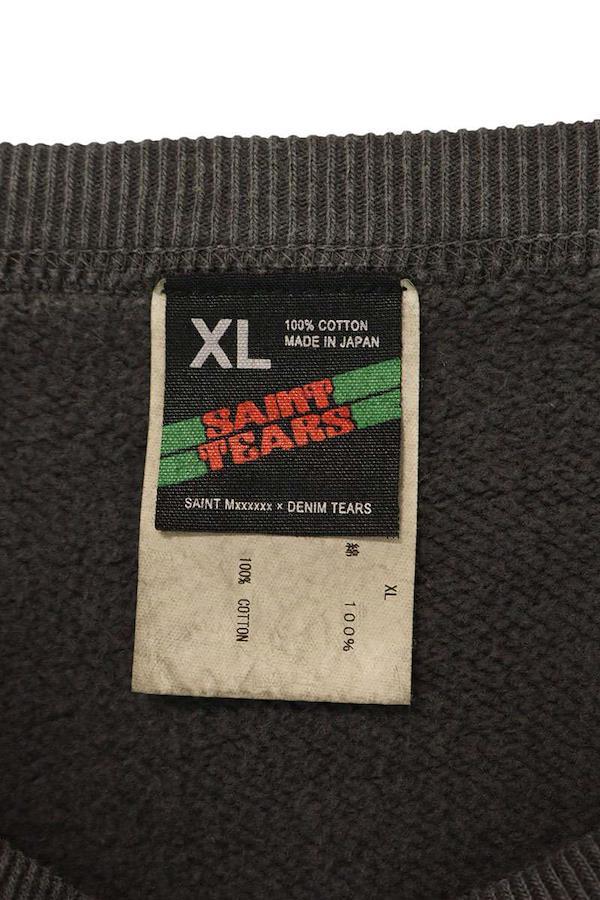 XL
100% COTTON
MADE IN JAPAN
SAINT
TEARS
SAINT Mxxxxxx × DENIM TEARS
XL
綿 100%
100% COTTON